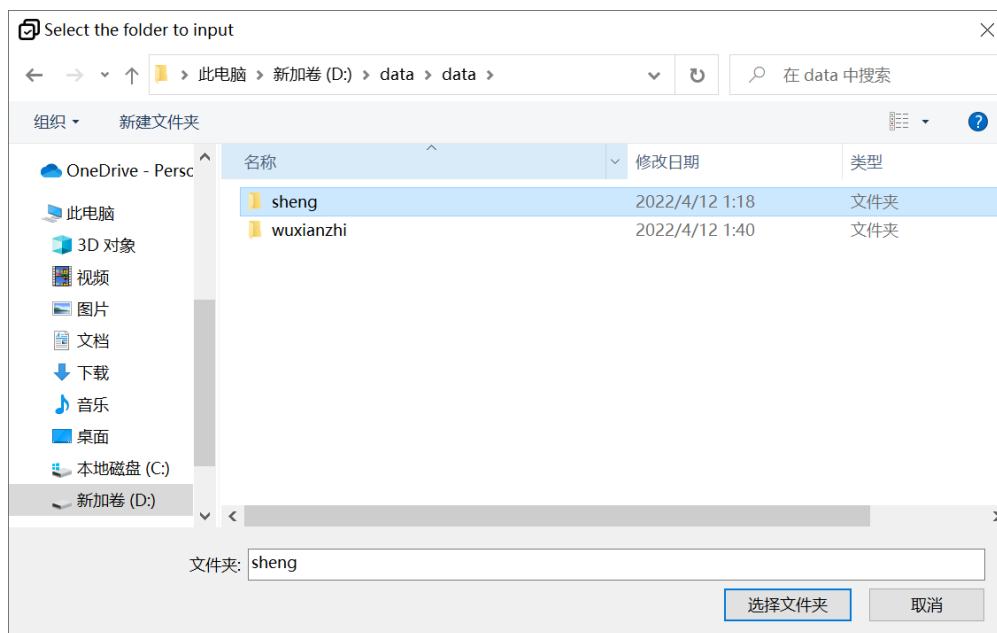 Select the folder to input
此电脑 新加卷 (D:) data data
在 data 中搜索
组织 新建文件夹
OneDrive - Persc
此电脑
3D 对象
视频
图片
文档
下载
音乐
桌面
本地磁盘 (C:)
新加卷 (D:)
名称 修改日期 类型
sheng 2022/4/12 1:18 文件夹
wuxianzhi 2022/4/12 1:40 文件夹
文件夹: sheng
选择文件夹 取消